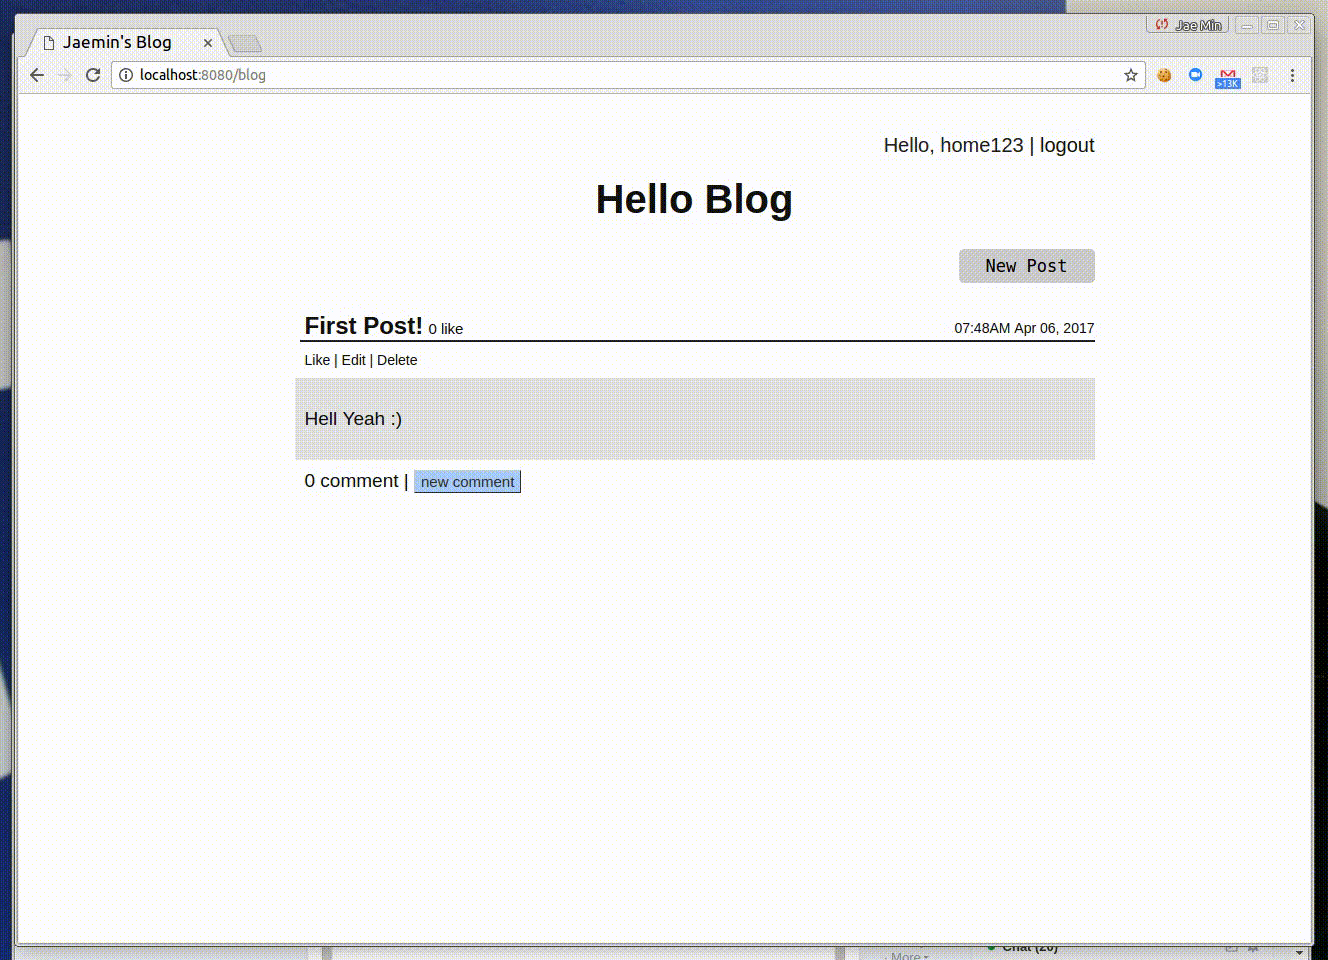 Jae Min
Jaemin's Blog
localhost:8080/blog
>13K
Hello, home123 | logout
Hello Blog
New Post
First Post! 0 like 07:48AM Apr 06, 2017
Like | Edit | Delete
Hell Yeah :)
0 comment | new comment
More
Chat (20)